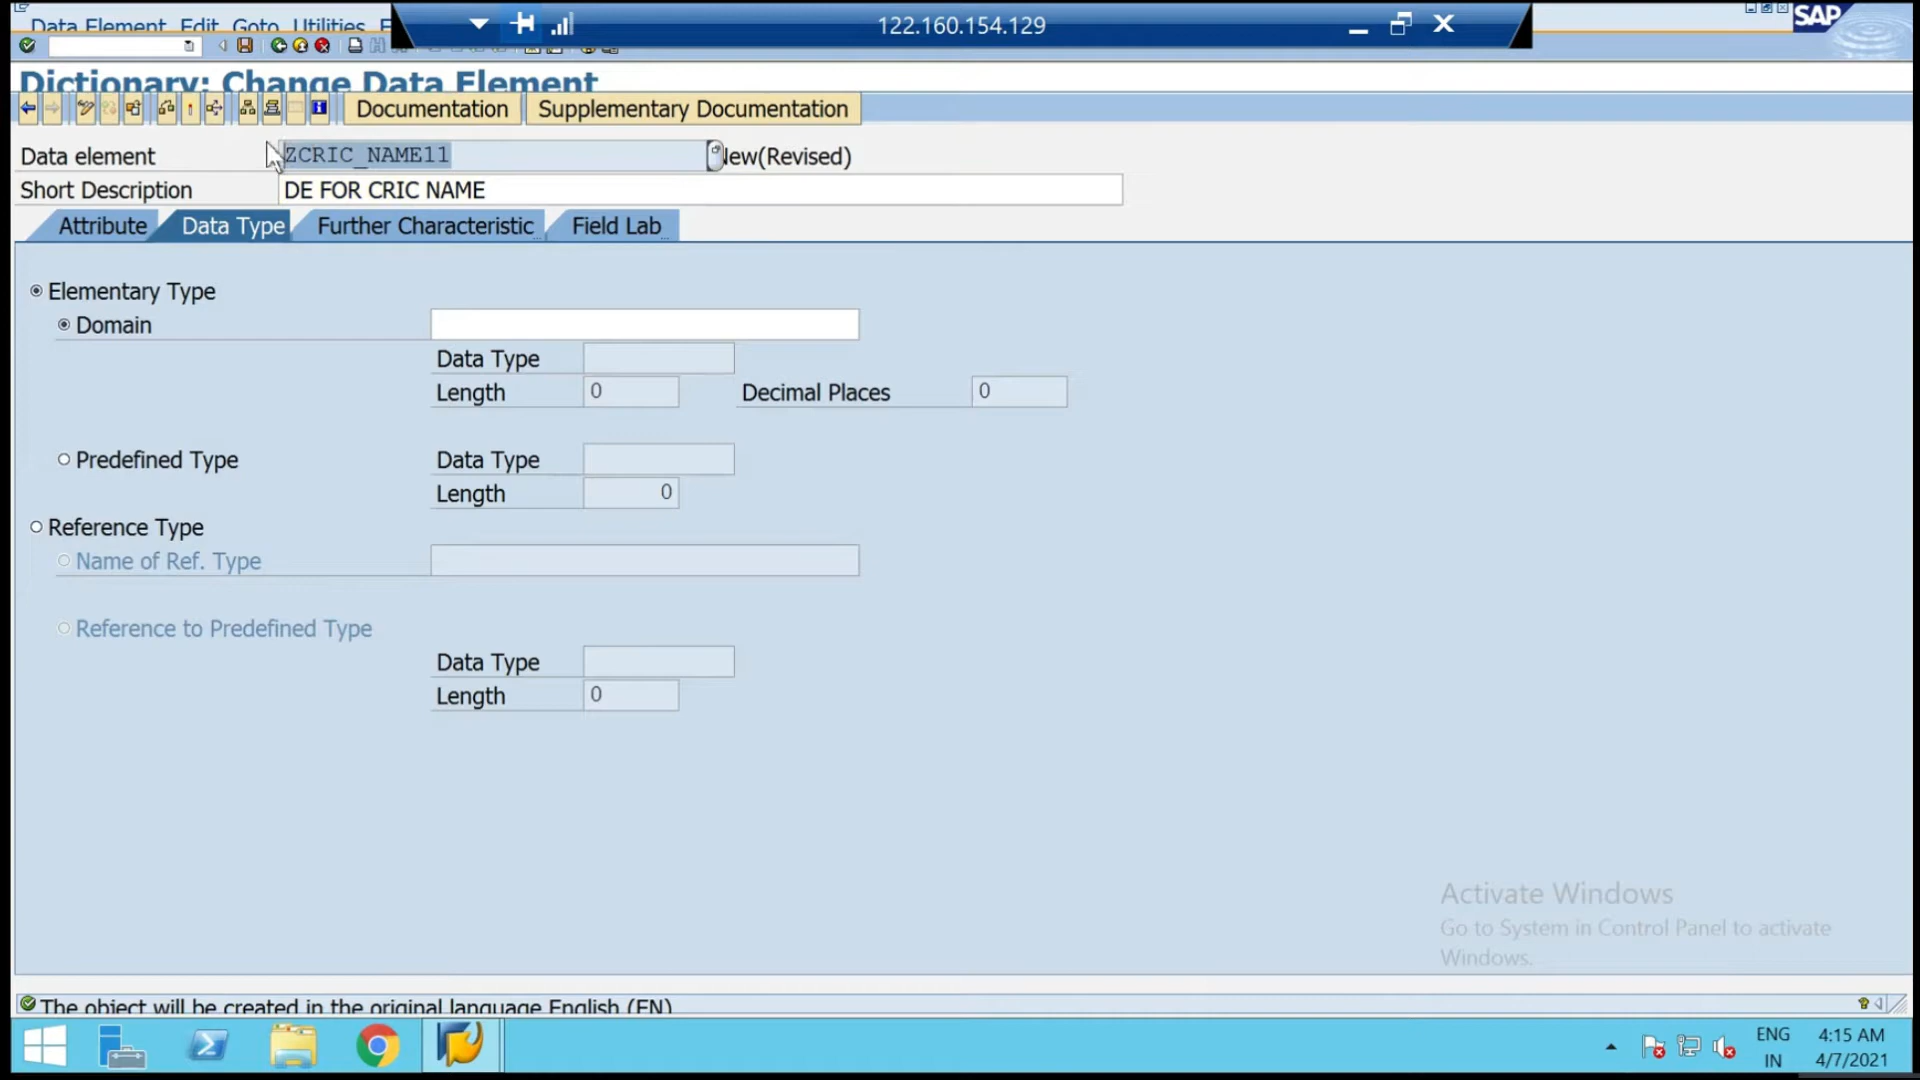 Data Element Edit Goto Utilities
122.160.154.129
SAP
Dictionary: Change Data Element
Documentation Supplementary Documentation
Data element ZCRIC_NAME11 New(Revised)
Short Description DE FOR CRIC NAME
Attribute Data Type Further Characteristic Field Lab
Elementary Type
Domain
Data Type
Length 0 Decimal Places 0
Predefined Type Data Type
Length 0
Reference Type
Name of Ref. Type
Reference to Predefined Type
Data Type
Length 0
Activate Windows
Go to System in Control Panel to activate
Windows.
The object will be created in the original language English (EN)
ENG 4:15 AM
IN 4/7/2021